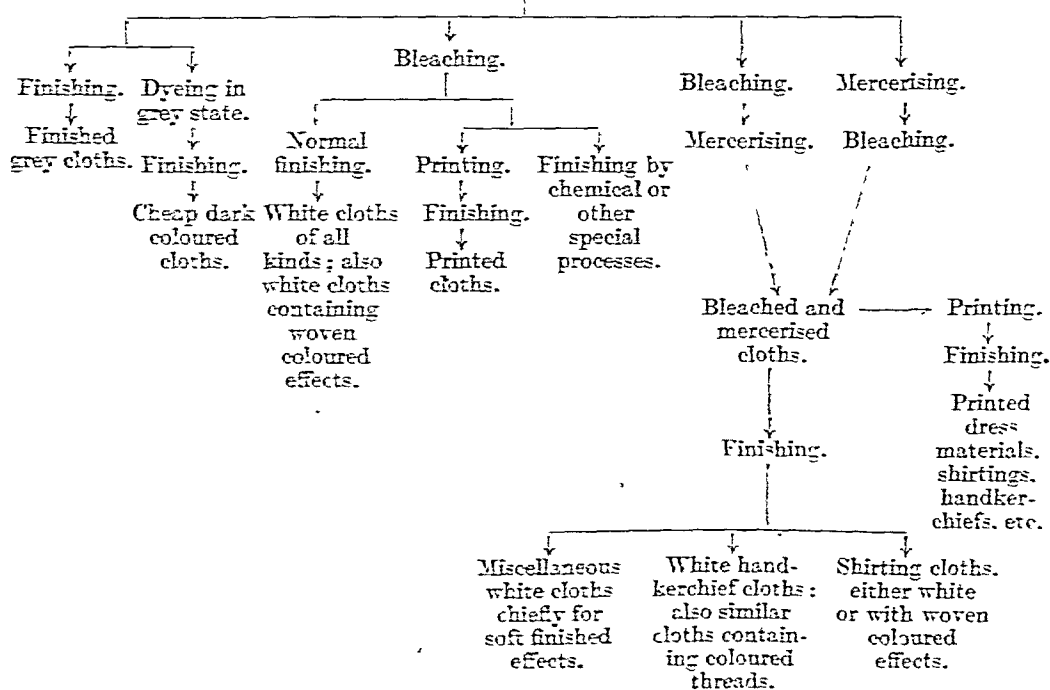 Bleaching.
Finishing.
Dyeing in
grey state.
Bleaching.
Mercerising.
Finished
grey cloths.
Finishing.
Normal
finishing.
Printing.
Finishing by
chemical or
other
special
processes.
Mercerising.
Bleaching.
Cheap dark
coloured
cloths.
White cloths
of all
kinds; also
white cloths
containing
woven
coloured
effects.
Finishing.
Printed
cloths.
Bleached and
mercerised
cloths.
Printing.
Finishing.
Printed
dress
materials,
shirtings,
handker-
chiefs, etc.
Finishing.
Miscellaneous
white cloths
chiefly for
soft finished
effects.
White hand-
kerchief cloths;
also similar
cloths contain-
ing coloured
threads.
Shirting cloths,
either white
or with woven
coloured
effects.